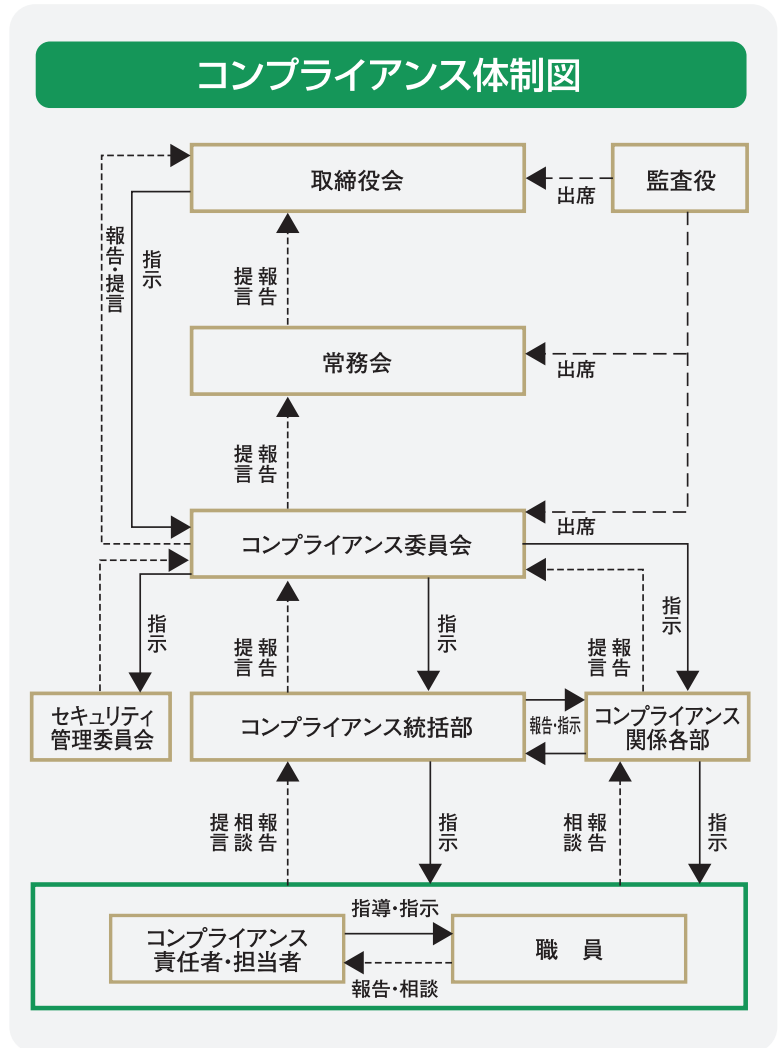 コンプライアンス体制図
取締役会
監査役
出席
報告・提言
指示
報告
提言
常務会
出席
報告
提言
コンプライアンス委員会
出席
指示
報告
提言
指示
報告
提言
指示
セキュリティ
管理委員会
コンプライアンス統括部
報告・指示
コンプライアンス
関係各部
報告
相談
提言
指示
報告
相談
指示
コンプライアンス
責任者・担当者
指導・指示
報告・相談
職　員